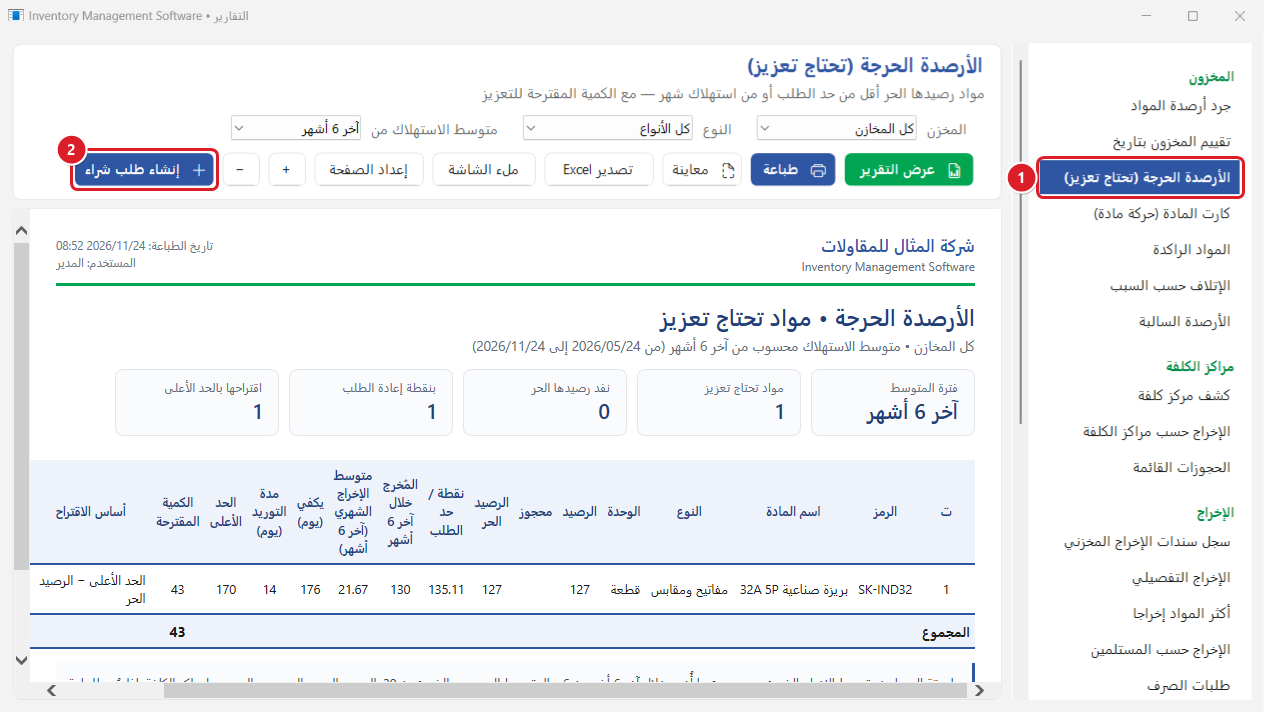 Inventory Management Software • التقارير
المخزون
جرد أرصدة المواد
تقييم المخزون بتاريخ
1
الأرصدة الحرجة (تحتاج تعزيز)
كارت المادة (حركة مادة)
المواد الراكدة
الإتلاف حسب السبب
الأرصدة السالبة
مراكز الكلفة
كشف مركز كلفة
الإخراج حسب مراكز الكلفة
الحجوزات القائمة
الإخراج
سجل سندات الإخراج المخزني
الإخراج التفصيلي
أكثر المواد إخراجا
الإخراج حسب المستلمين
طلبات الصرف
الأرصدة الحرجة (تحتاج تعزيز)
مواد رصيدها الحر أقل من حد الطلب أو من استهلاك شهر — مع الكمية المقترحة للتعزيز
المخزن كل المخازن النوع كل الأنواع متوسط الاستهلاك من آخر 6 أشهر
عرض التقرير طباعة معاينة تصدير Excel ملء الشاشة إعداد الصفحة + − إنشاء طلب شراء +
2
شركة المثال للمقاولات
Inventory Management Software
تاريخ الطباعة: 2026/11/24 08:52
المستخدم: المدير
الأرصدة الحرجة • مواد تحتاج تعزيز
كل المخازن • متوسط الاستهلاك محسوب من آخر 6 أشهر (من 2026/05/24 إلى 2026/11/24)
فترة المتوسط مواد تحتاج تعزيز نفد رصيدها الحر بنقطة إعادة الطلب اقتراحها بالحد الأعلى
آخر 6 أشهر 1 0 1 1
ت الرمز اسم المادة النوع الوحدة الرصيد محجوز الرصيد الحر نقطة / حد الطلب المُخرج خلال آخر 6 أشهر متوسط الإخراج الشهري (آخر 6 أشهر) يكفي (يوم) مدة التوريد (يوم) الحد الأعلى الكمية المقترحة أساس الاقتراح
1 SK-IND32 بريزة صناعية 32A 5P مفاتيح ومقابس قطعة 127 127 135.11 130 21.67 176 14 170 43 الحد الأعلى − الرصيد الحر
المجموع 43